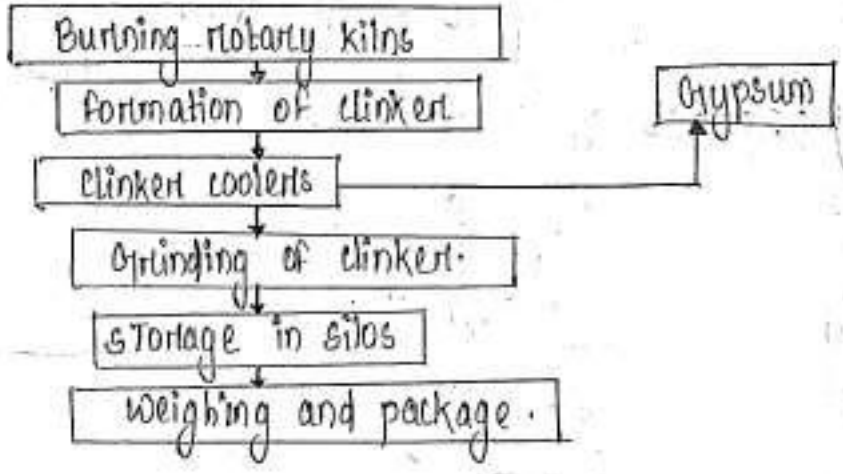 Burning rotary kilns
formation of clinker
Gypsum
clinker coolers
Grinding of clinker.
storage in silos
weighing and package.